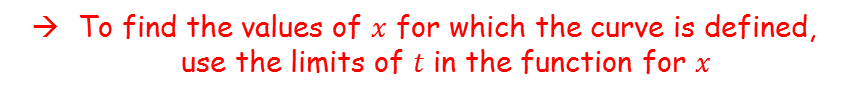 → To find the values of x for which the curve is defined,
use the limits of t in the function for x